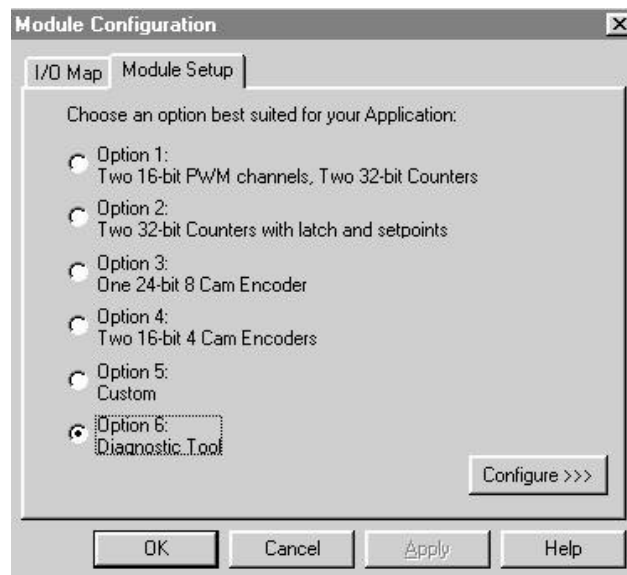 Module Configuration
I/O Map Module Setup
Choose an option best suited for your Application:
Option 1:
Two 16-bit PWM channels, Two 32-bit Counters
Option 2:
Two 32-bit Counters with latch and setpoints
Option 3:
One 24-bit 8 Cam Encoder
Option 4:
Two 16-bit 4 Cam Encoders
Option 5:
Custom
Option 6:
Diagnostic Tool
Configure >>>
OK Cancel Apply Help